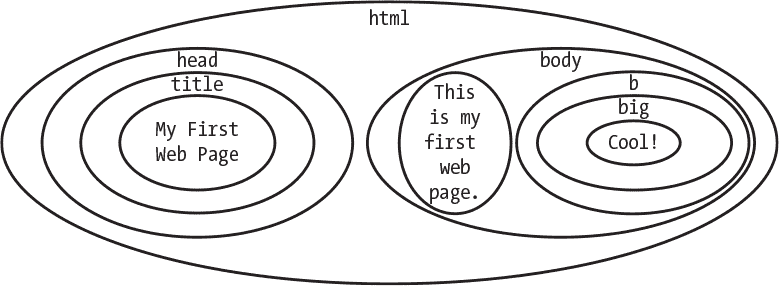 html
head
title
My First
Web Page
body
This
is my
first
web
page.
b
big
Cool!